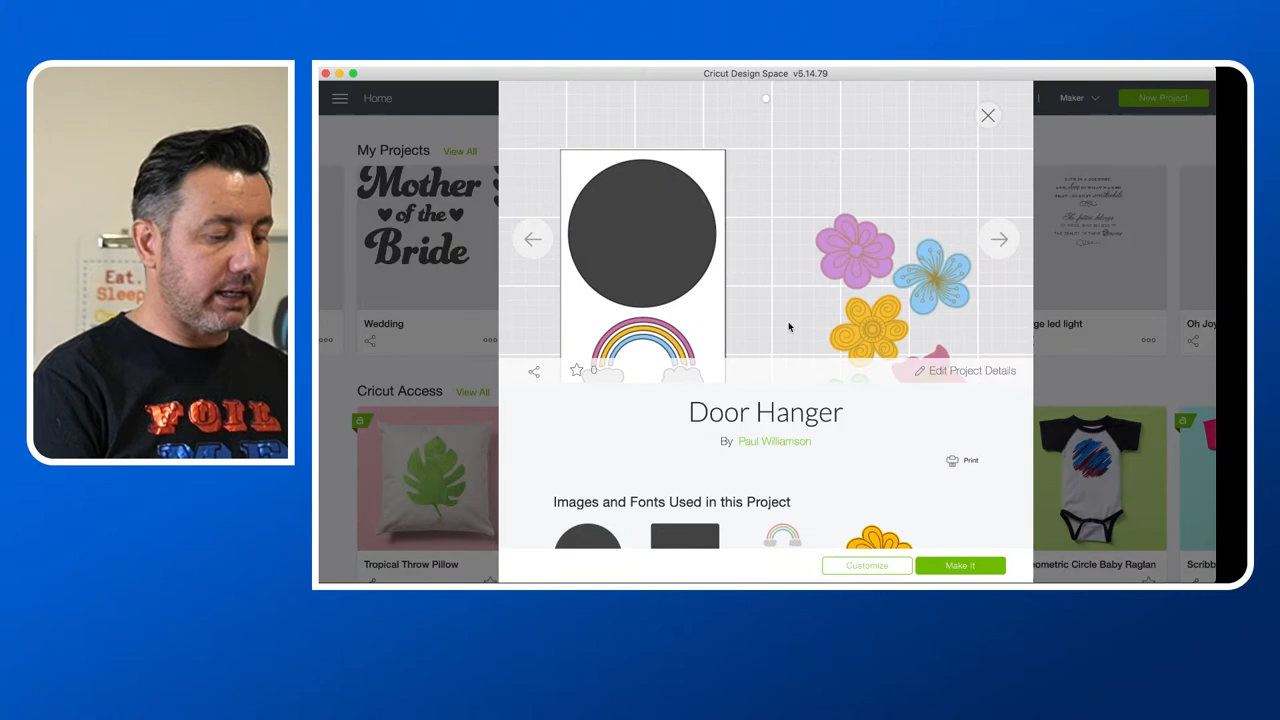 Cricut Design Space v5.14.79
Home
Maker
New Project
My Projects
View All
Mother
of the
Bride
Wedding
ge led light
Oh Joy
Edit Project Details
0
Cricut Access
View All
Door Hanger
By Paul Williamson
Print
Images and Fonts Used in this Project
Tropical Throw Pillow
ometric Circle Baby Raglan
Scribb
Customize
Make It
Eat.
Sleep
FOIL